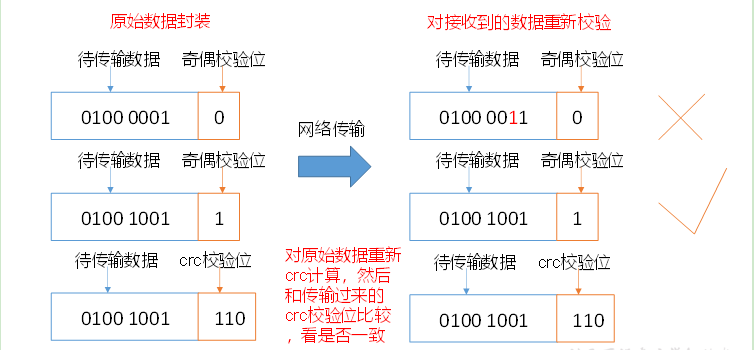 原始数据封装
对接收到的数据重新校验
待传输数据 奇偶校验位
待传输数据 奇偶校验位
0100 0001 0
0100 0011 0
网络传输
待传输数据 奇偶校验位
待传输数据 奇偶校验位
0100 1001 1
0100 1001 1
待传输数据 crc校验位
对原始数据重新
crc计算，然后
和传输过来的
crc校验位比较
，看是否一致
待传输数据 crc校验位
0100 1001 110
0100 1001 110